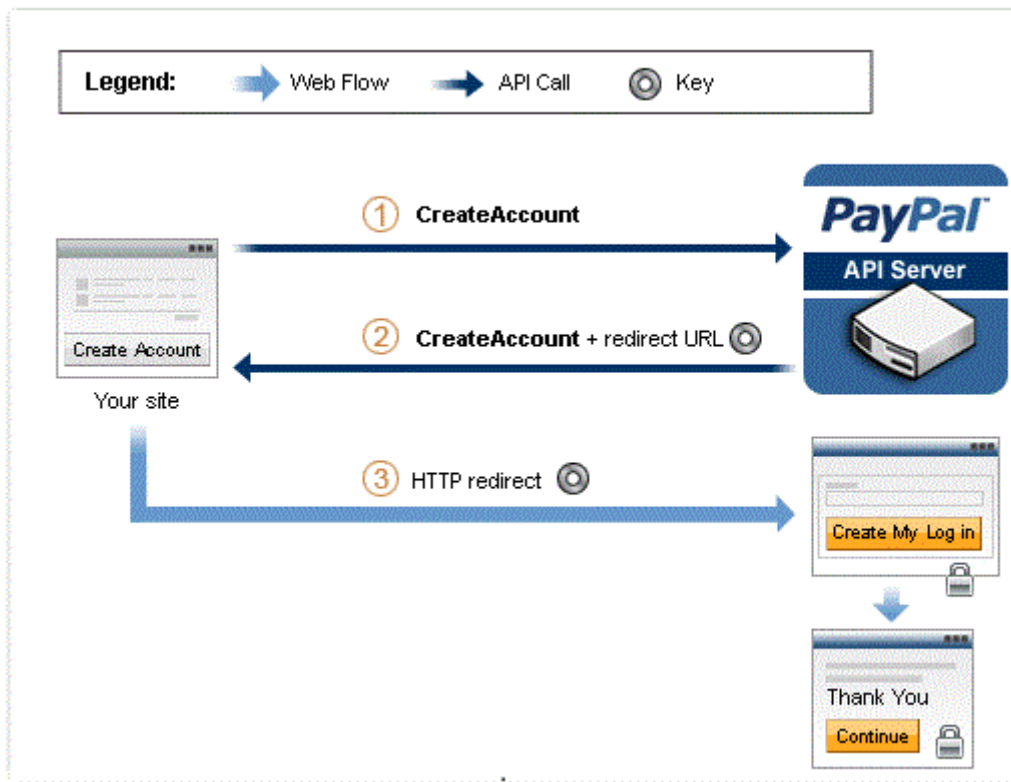 Legend: Web Flow API Call Key
1 CreateAccount
PayPal™
API Server
2 CreateAccount + redirect URL
Create Account
Your site
3 HTTP redirect
Create My Log in
Thank You
Continue